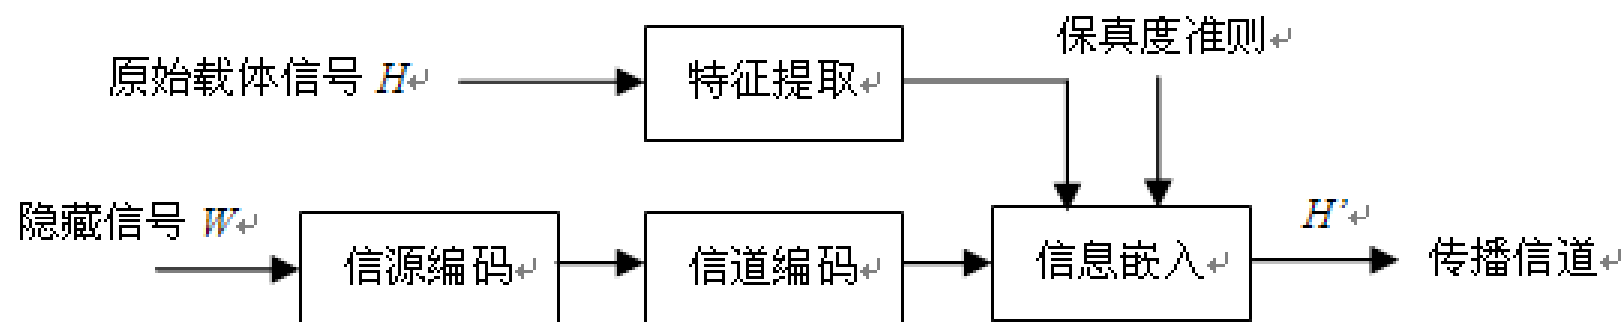 保真度准则
原始载体信号 H
特征提取
隐藏信号 W
信源编码
信道编码
信息嵌入
H'
传播信道